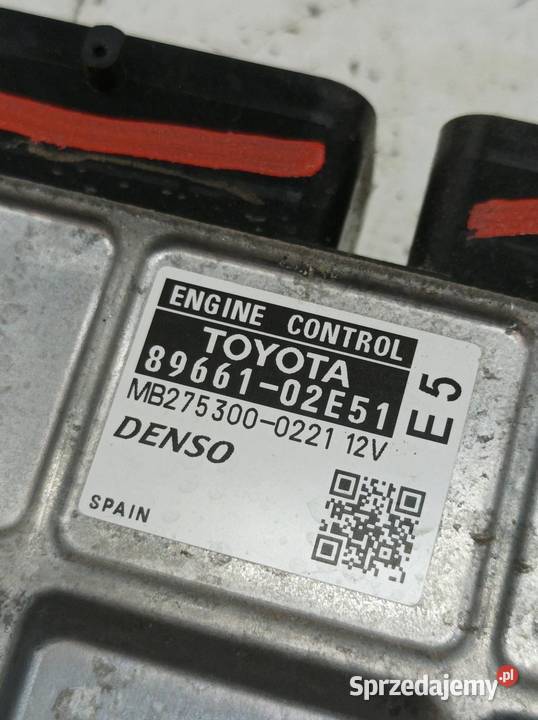 ENGINE CONTROL
TOYOTA
89661-02E51
E5
MB275300-0221 12V
DENSO
SPAIN
Sprzedajemy.pl